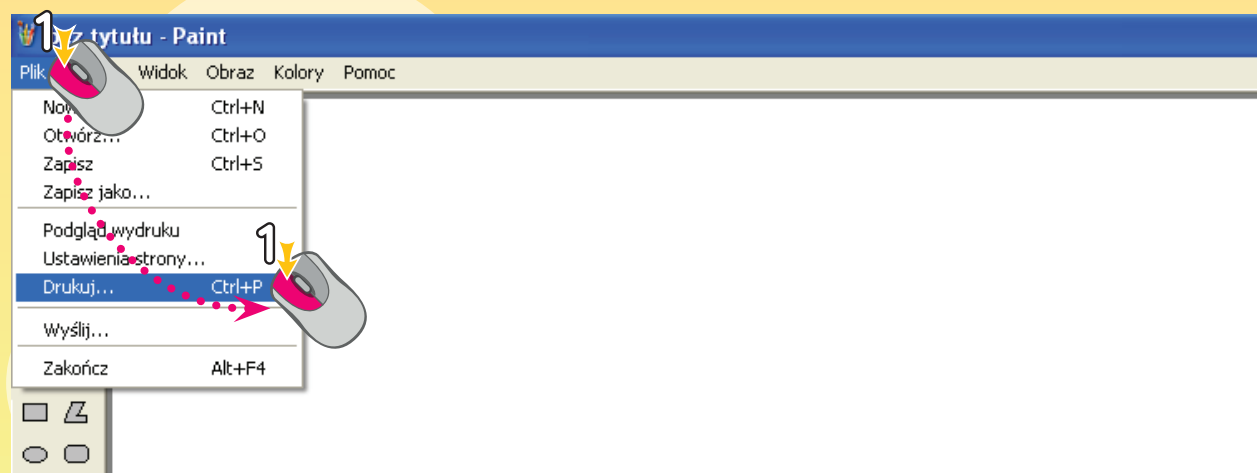 1
tytułu - Paint
Plik Widok Obraz Kolory Pomoc
Ctrl+N
Otwórz... Ctrl+O
Zapisz Ctrl+S
Zapisz jako...
Podgląd wydruku
1
Ustawienia strony...
Drukuj... Ctrl+P
Wyślij...
Zakończ Alt+F4